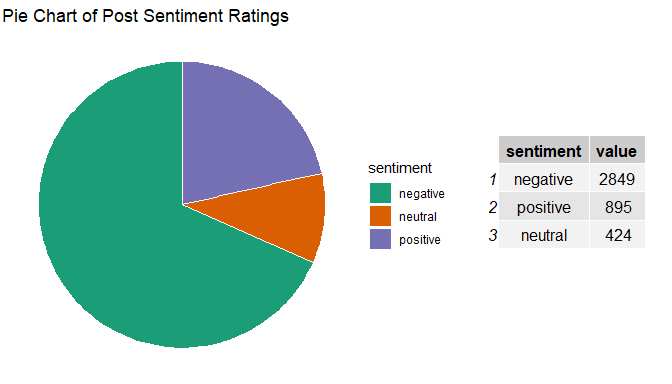 Pie Chart of Post Sentiment Ratings
sentiment
negative
neutral
positive
sentiment value
1 negative 2849
2 positive 895
3 neutral 424